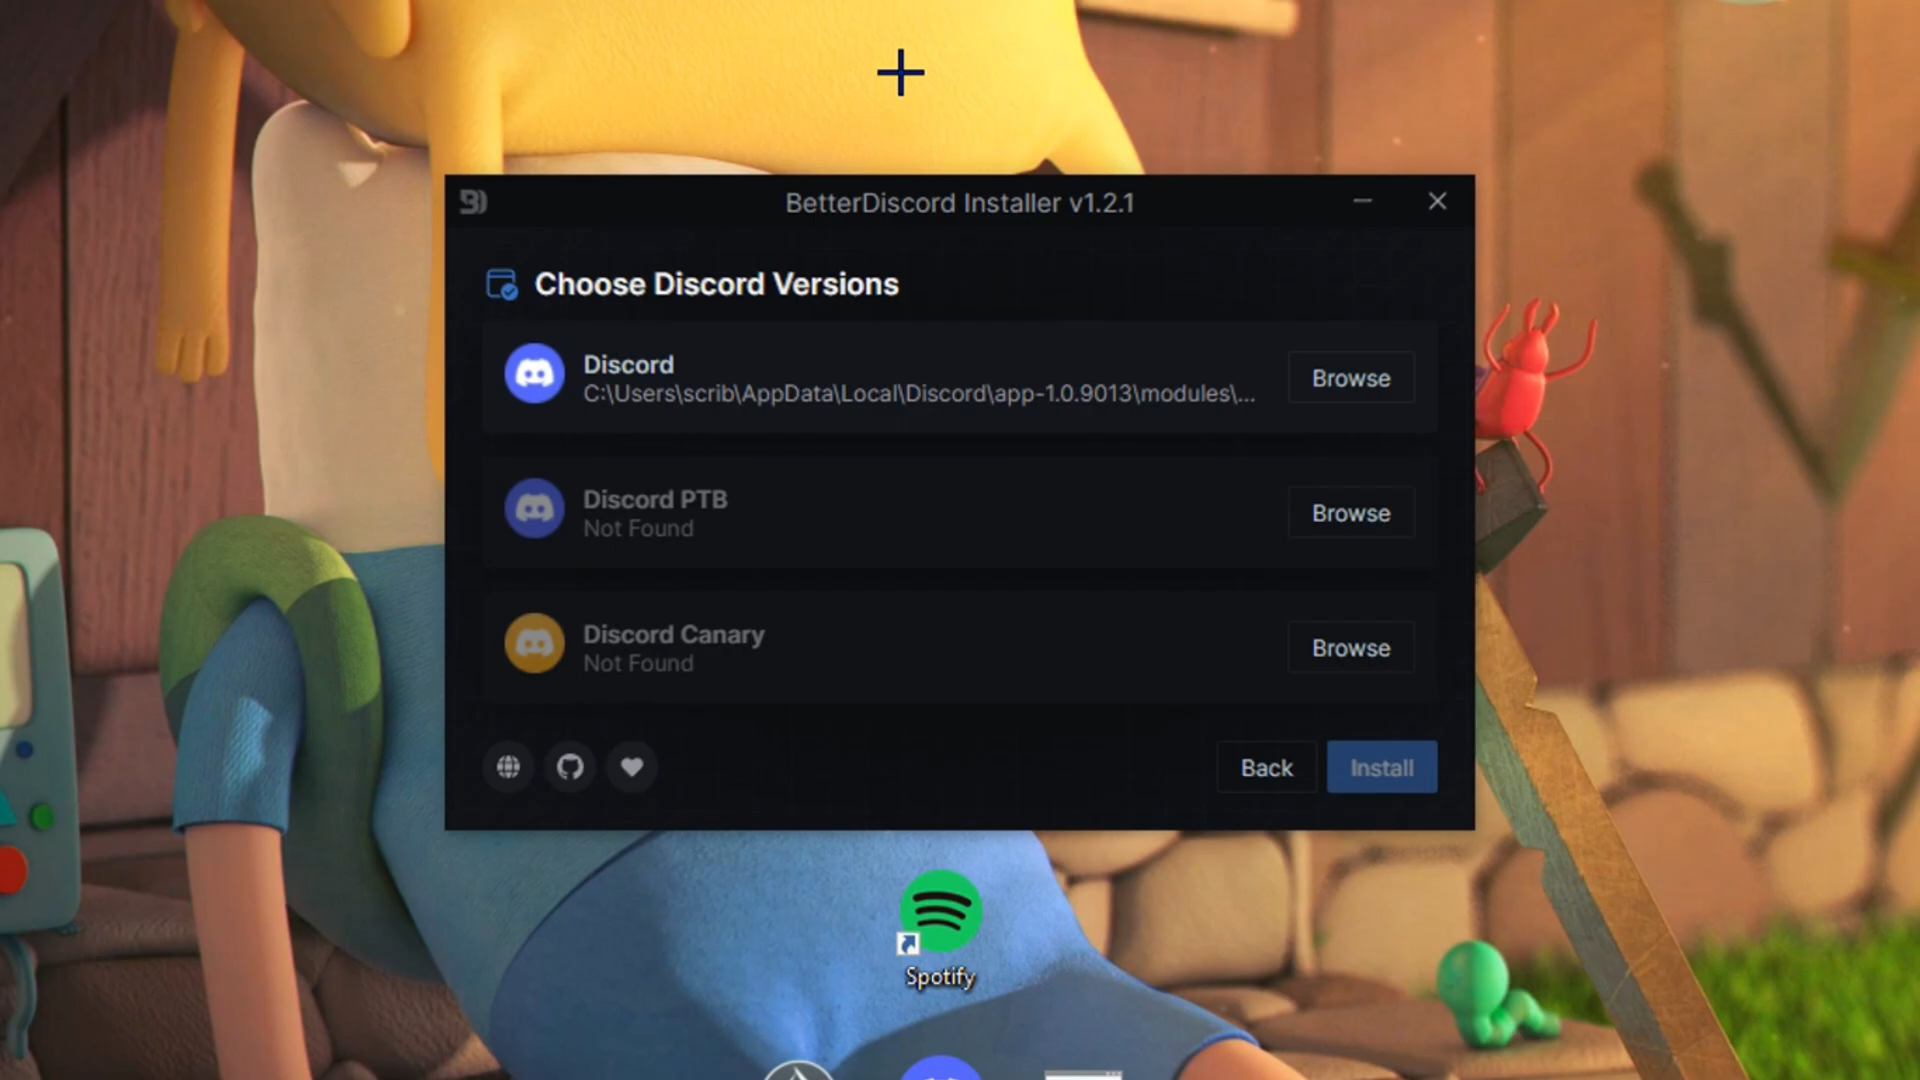 BetterDiscord Installer v1.2.1
Choose Discord Versions
Discord
C:\Users\scrib\AppData\Local\Discord\app-1.0.9013\modules\...
Browse
Discord PTB
Not Found
Browse
Discord Canary
Not Found
Browse
Back
Install
Spotify